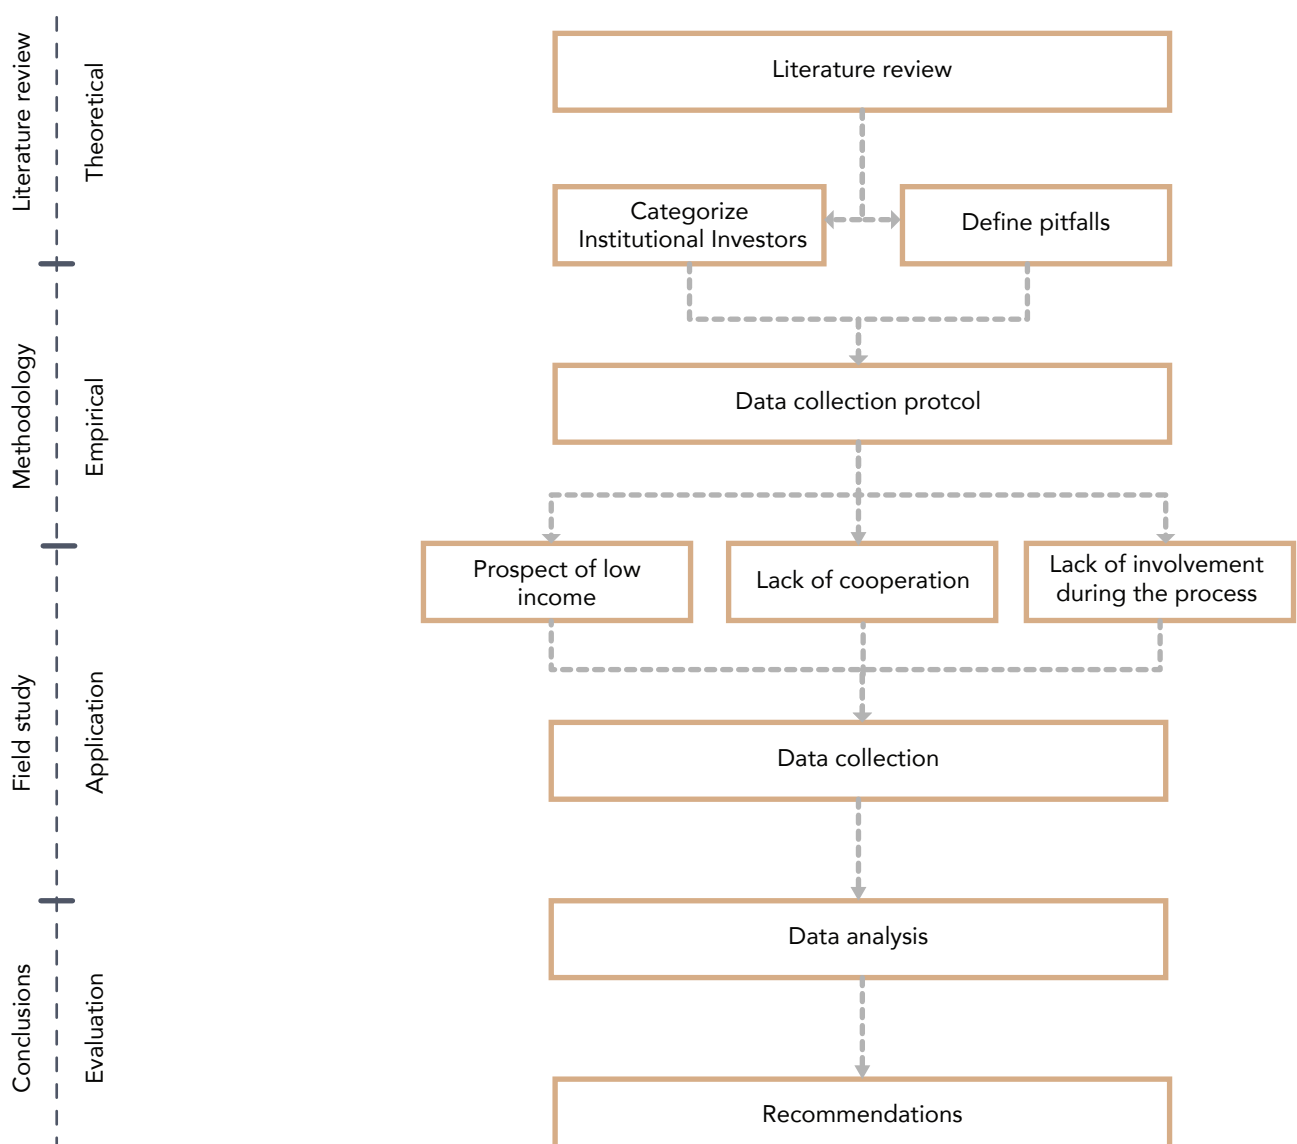 Literature review
Theoretical
Literature review
Categorize
Institutional Investors
Define pitfalls
Methodology
Empirical
Data collection protcol
Prospect of low
income
Lack of cooperation
Lack of involvement
during the process
Field study
Application
Data collection
Conclusions
Evaluation
Data analysis
Recommendations